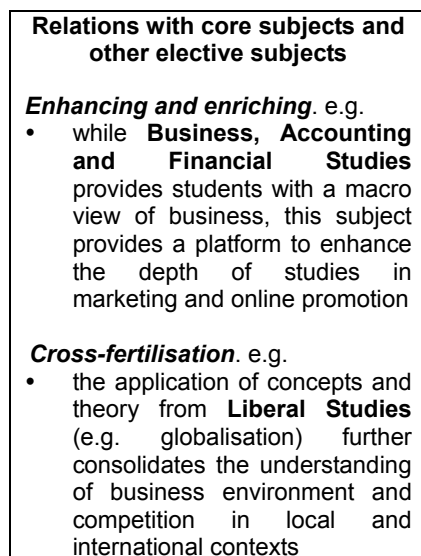 Relations with core subjects and
other elective subjects
Enhancing and enriching. e.g.
• while Business, Accounting
and Financial Studies
provides students with a macro
view of business, this subject
provides a platform to enhance
the depth of studies in
marketing and online promotion
Cross-fertilisation. e.g.
• the application of concepts and
theory from Liberal Studies
(e.g. globalisation) further
consolidates the understanding
of business environment and
competition in local and
international contexts